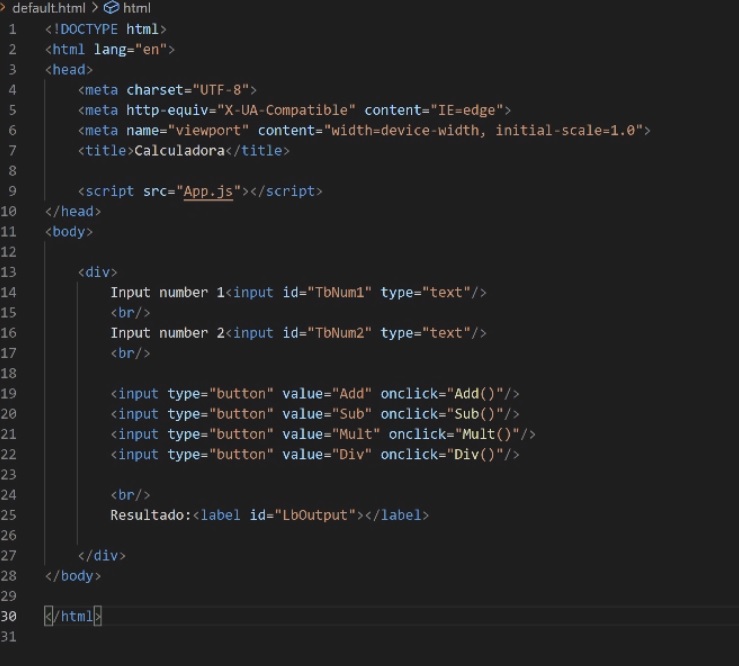 default.html > html
1 <!DOCTYPE html>
2 <html lang="en">
3 <head>
4     <meta charset="UTF-8">
5     <meta http-equiv="X-UA-Compatible" content="IE=edge">
6     <meta name="viewport" content="width=device-width, initial-scale=1.0">
7     <title>Calculadora</title>
8
9     <script src="App.js"></script>
10 </head>
11 <body>
12
13     <div>
14         Input number 1<input id="TbNum1" type="text"/>
15         <br/>
16         Input number 2<input id="TbNum2" type="text"/>
17         <br/>
18
19         <input type="button" value="Add" onclick="Add()"/>
20         <input type="button" value="Sub" onclick="Sub()"/>
21         <input type="button" value="Mult" onclick="Mult()"/>
22         <input type="button" value="Div" onclick="Div()"/>
23
24         <br/>
25         Resultado:<label id="LbOutput"></label>
26
27     </div>
28 </body>
29
30 </html>
31